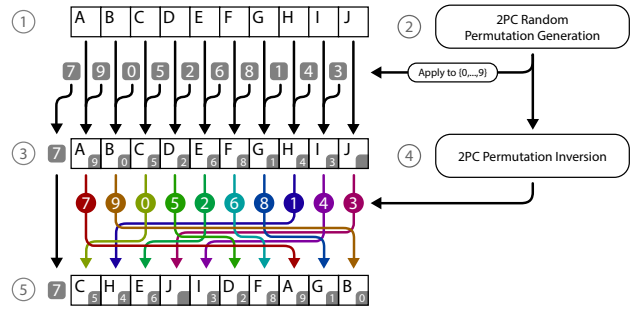 1 A B C D E F G H I J
2 2PC Random
Permutation Generation
7 9 0 5 2 6 8 1 4 3 Apply to {0,...,9}
3 7 A 9 B 0 C 5 D 2 E 6 F 8 G 1 H 4 I 3 J
4 2PC Permutation Inversion
7 9 0 5 2 6 8 1 4 3
5 7 C 5 H 4 E 6 J I 3 D 2 F 8 A 9 G 1 B 0